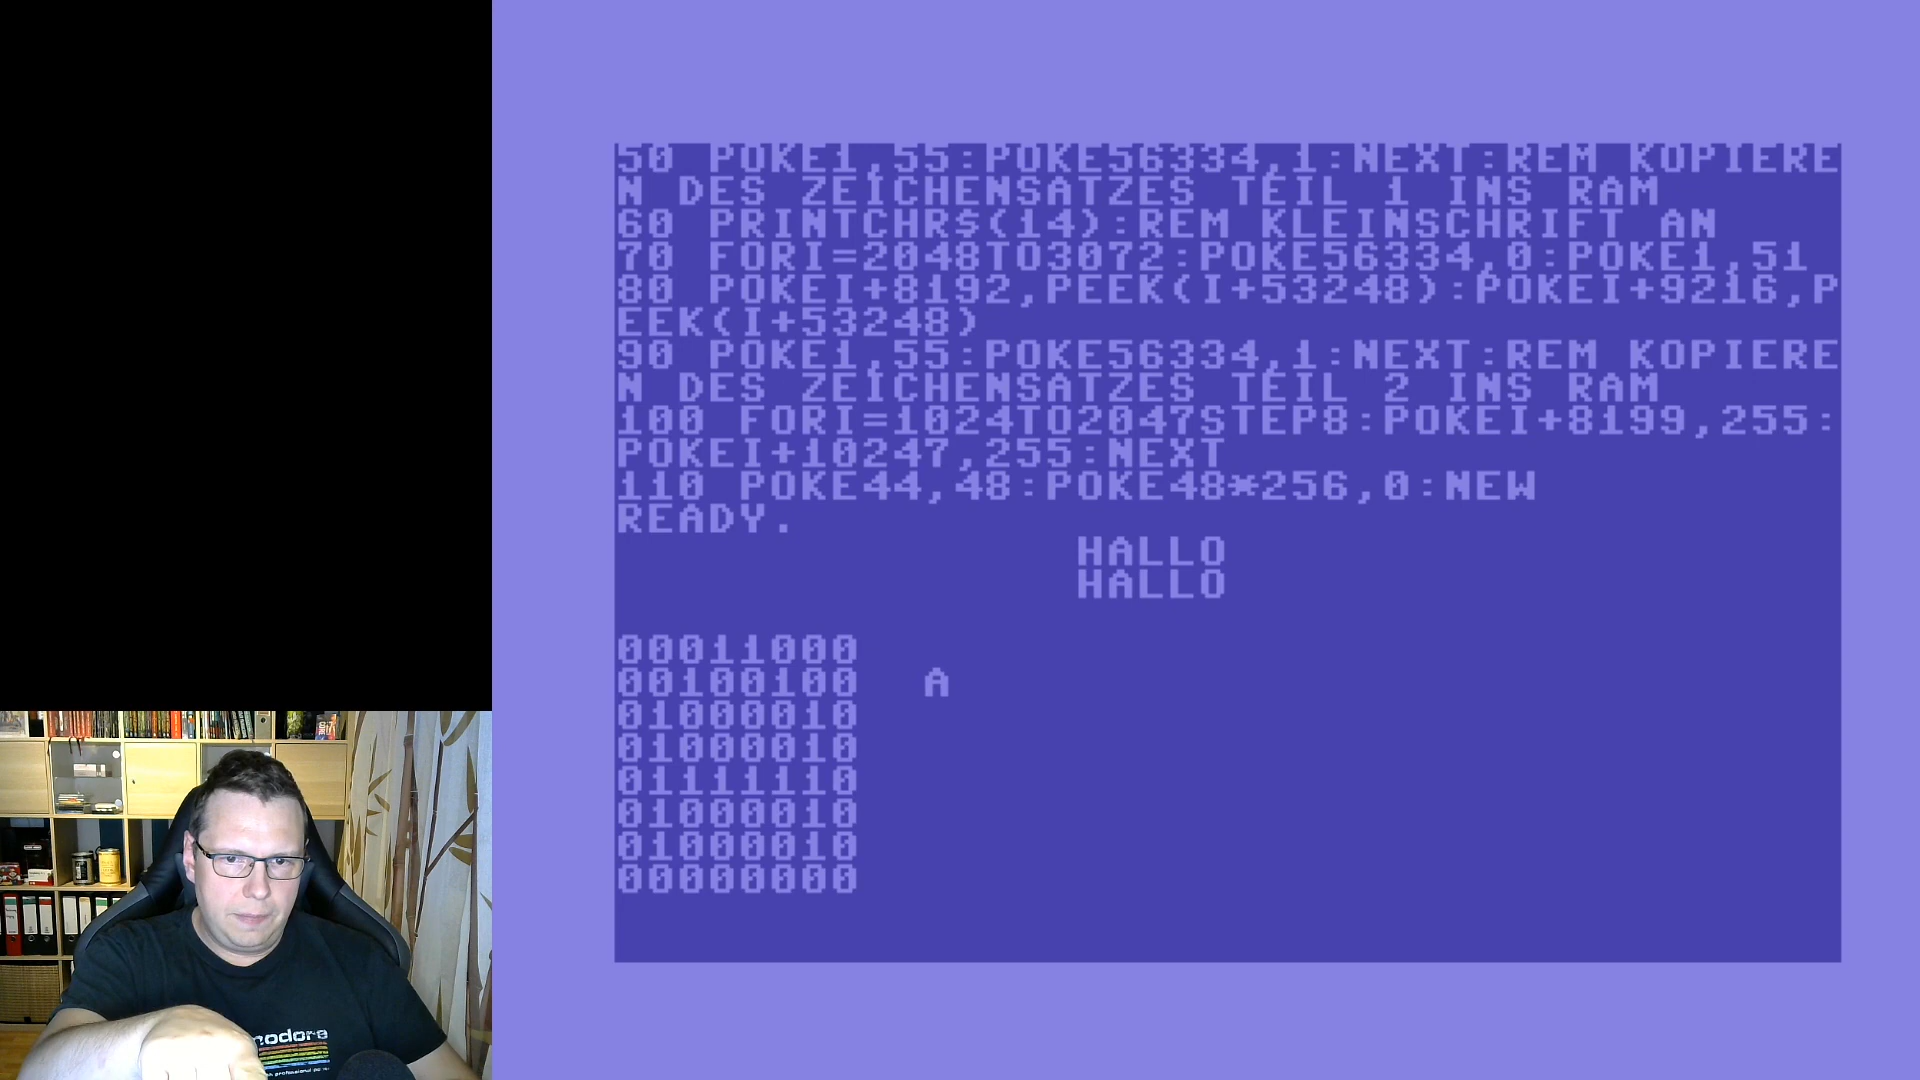 50 POKE1,55:POKE56334,1:NEXT:REM KOPIERE
N DES ZEICHENSATZES TEIL 1 INS RAM
60 PRINTCHR$(14):REM KLEINSCHRIFT AN
70 FORI=2048TO3072:POKE56334,0:POKE1,51
80 POKEI+8192,PEEK(I+53248):POKEI+9216,P
EEK(I+53248)
90 POKE1,55:POKE56334,1:NEXT:REM KOPIERE
N DES ZEICHENSATZES TEIL 2 INS RAM
100 FORI=1024TO2047STEP8:POKEI+8199,255:
POKEI+10247,255:NEXT
110 POKE44,48:POKE48*256,0:NEW
READY.
HALLO
HALLO
00011000
00100100 A
01000010
01000010
01111110
01000010
01000010
00000000